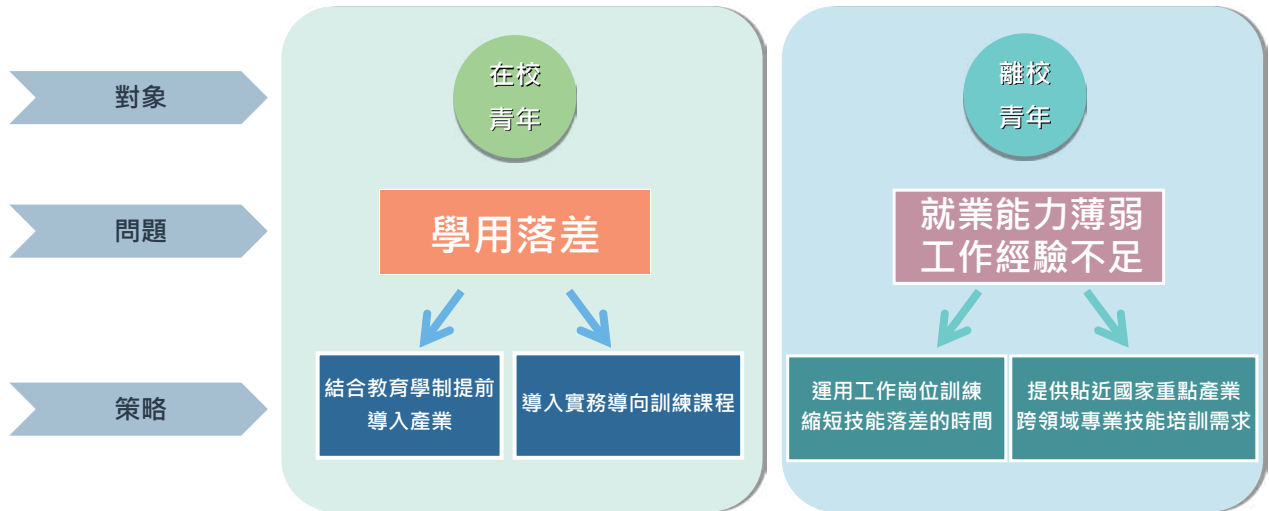 對象
在校
青年
離校
青年
問題
學用落差
就業能力薄弱
工作經驗不足
策略
結合教育學制提前
導入產業
導入實務導向訓練課程
運用工作崗位訓練
縮短技能落差的時間
提供貼近國家重點產業
跨領域專業技能培訓需求